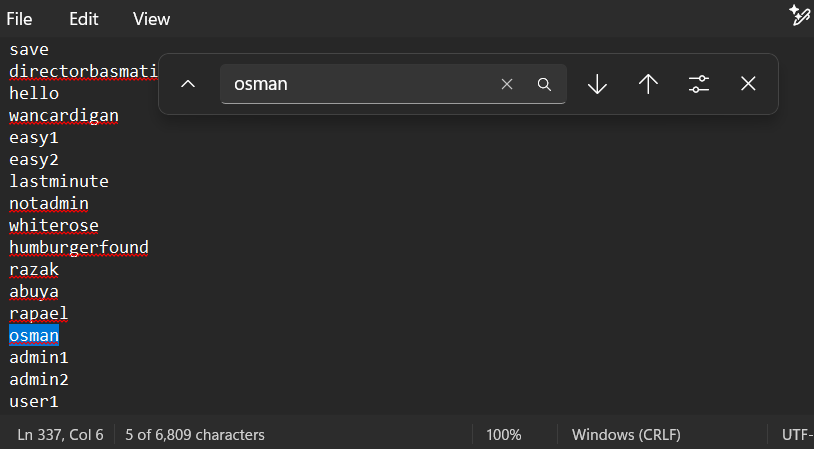 File Edit View
save
directorbasmati
osman
hello
wancardigan
easy1
easy2
lastminute
notadmin
whiterose
humburgerfound
razak
abuya
rapael
osman
admin1
admin2
user1
Ln 337, Col 6 5 of 6,809 characters 100% Windows (CRLF) UTF-